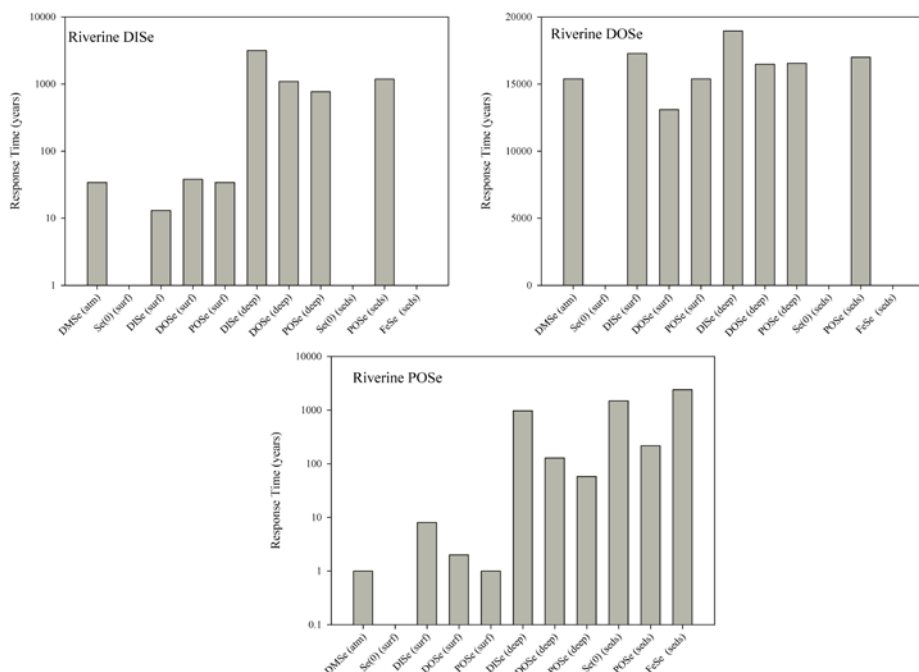 Riverine DISe
Response Time (years)
10000
1000
100
10
1
DMSe (atm)
Se(0) (surf)
DISe (surf)
DOSe (surf)
POSe (surf)
DISe (deep)
DOSe (deep)
POSe (deep)
Se(0) (seds)
POSe (seds)
FeSe (seds)
Riverine DOSe
Response Time (years)
20000
15000
10000
5000
0
DMSe (atm)
Se(0) (surf)
DISe (surf)
DOSe (surf)
POSe (surf)
DISe (deep)
DOSe (deep)
POSe (deep)
Se(0) (seds)
POSe (seds)
FeSe (seds)
Riverine POSe
Response Time (years)
10000
1000
100
10
1
0.1
DMSe (atm)
Se(0) (surf)
DISe (surf)
DOSe (surf)
POSe (surf)
DISe (deep)
DOSe (deep)
POSe (deep)
Se(0) (seds)
POSe (seds)
FeSe (seds)